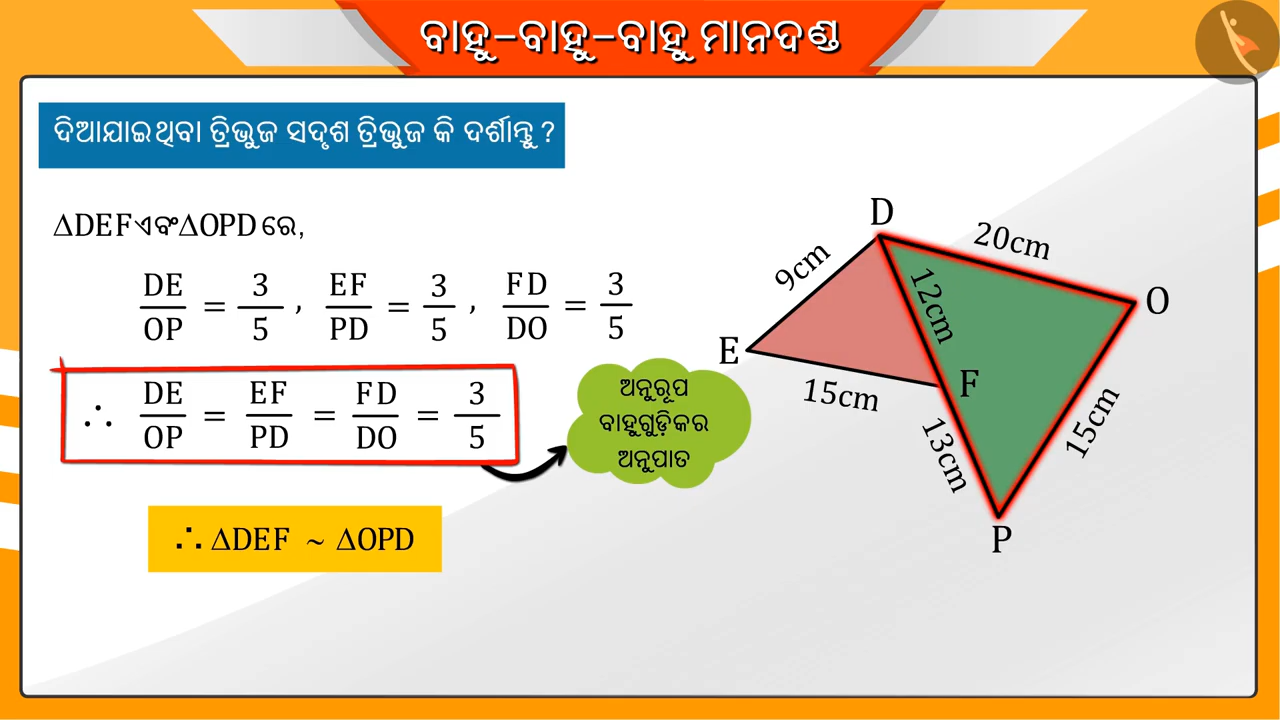 ବାହୁ–ବାହୁ–ବାହୁ ମାନଦଣ୍ଡ
ଦିଆଯାଇଥିବା ତ୍ରିଭୁଜ ସଦୃଶ ତ୍ରିଭୁଜ କି ଦର୍ଶାନ୍ତୁ ?
ΔDEF ଏବଂ ΔOPD ରେ,
DE/OP = 3/5 , EF/PD = 3/5 , FD/DO = 3/5
∴ DE/OP = EF/PD = FD/DO = 3/5
ଅନୁରୂପ
ବାହୁଗୁଡ଼ିକର
ଅନୁପାତ
∴ ΔDEF ~ ΔOPD
D
20cm
9cm
12cm
O
E
F
15cm
15cm
13cm
P